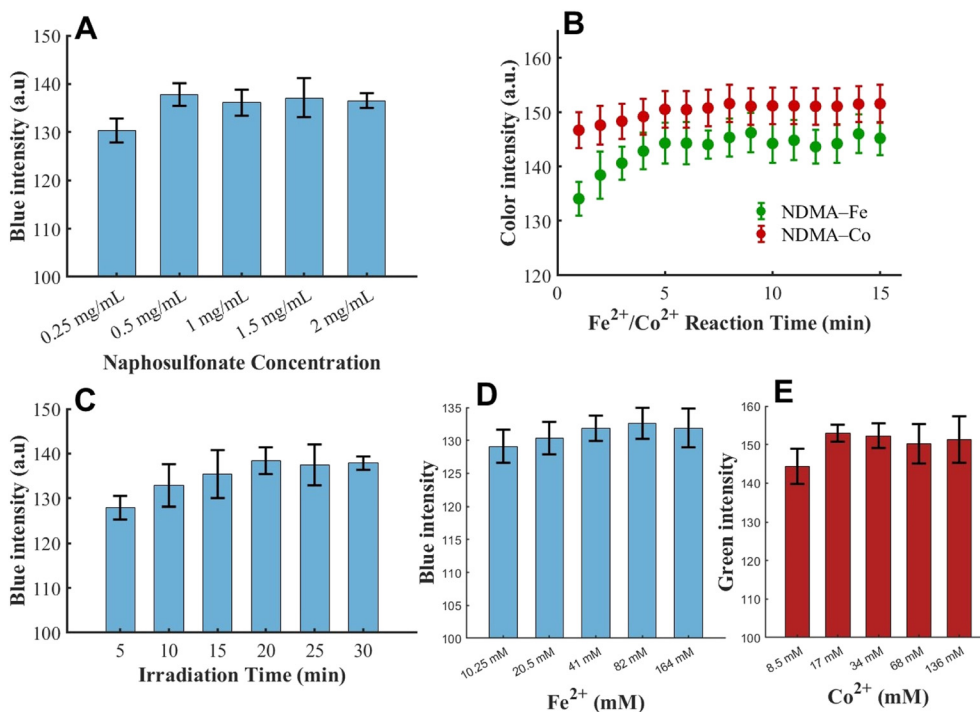 A
150
140
130
120
110
100
Blue intensity (a.u)
0.25 mg/mL
0.5 mg/mL
1 mg/mL
1.5 mg/mL
2 mg/mL
Naphosulfonate Concentration
B
160
150
140
130
120
Color intensity (a.u.)
NDMA–Fe
NDMA–Co
0 5 10 15
Fe²⁺/Co²⁺ Reaction Time (min)
C
150
140
130
120
110
100
Blue intensity (a.u)
5 10 15 20 25 30
Irradiation Time (min)
D
135
130
125
120
115
110
105
100
Blue intensity
10.25 mM
20.5 mM
41 mM
82 mM
164 mM
Fe²⁺ (mM)
E
160
150
140
130
120
110
100
Green intensity
8.5 mM
17 mM
34 mM
68 mM
136 mM
Co²⁺ (mM)